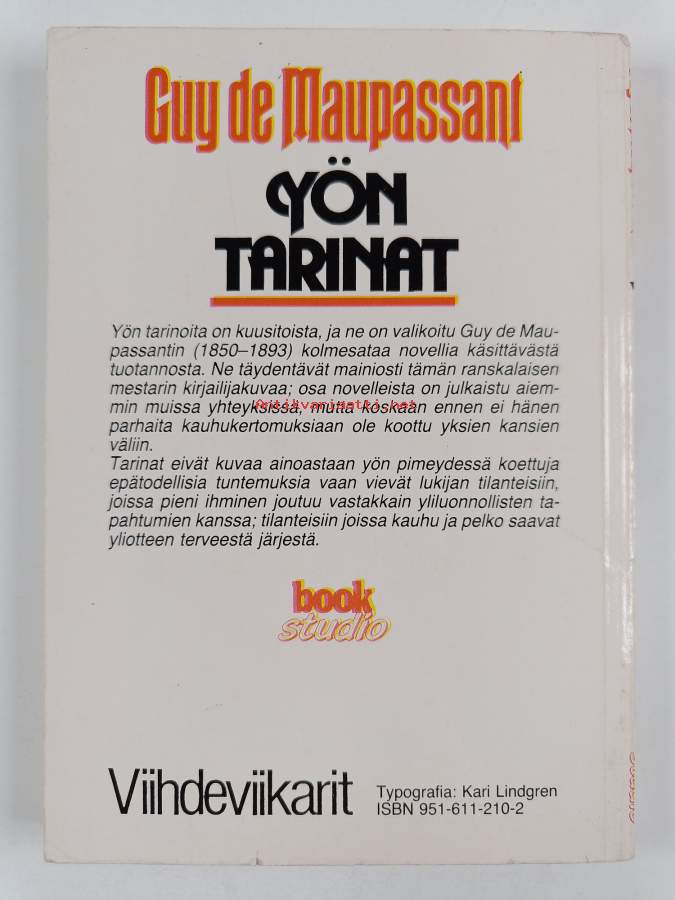 Guy de Maupassant
YÖN
TARINAT
Yön tarinoita on kuusitoista, ja ne on valikoitu Guy de Mau-
passantin (1850–1893) kolmesataa novellia käsittävästä
tuotannosta. Ne täydentävät mainiosti tämän ranskalaisen
mestarin kirjailijakuvaa; osa novelleista on julkaistu aiem-
min muissa yhteyksissä, mutta koskaan ennen ei hänen
antikvariaatti.net
parhaita kauhukertomuksiaan ole koottu yksien kansien
väliin.
Tarinat eivät kuvaa ainoastaan yön pimeydessä koettuja
epätodellisia tuntemuksia vaan vievät lukijan tilanteisiin,
joissa pieni ihminen joutuu vastakkain yliluonnollisten ta-
pahtumien kanssa; tilanteisiin joissa kauhu ja pelko saavat
yliotteen terveestä järjestä.
book
studio
Viihdeviikarit
Typografia: Kari Lindgren
ISBN 951-611-210-2